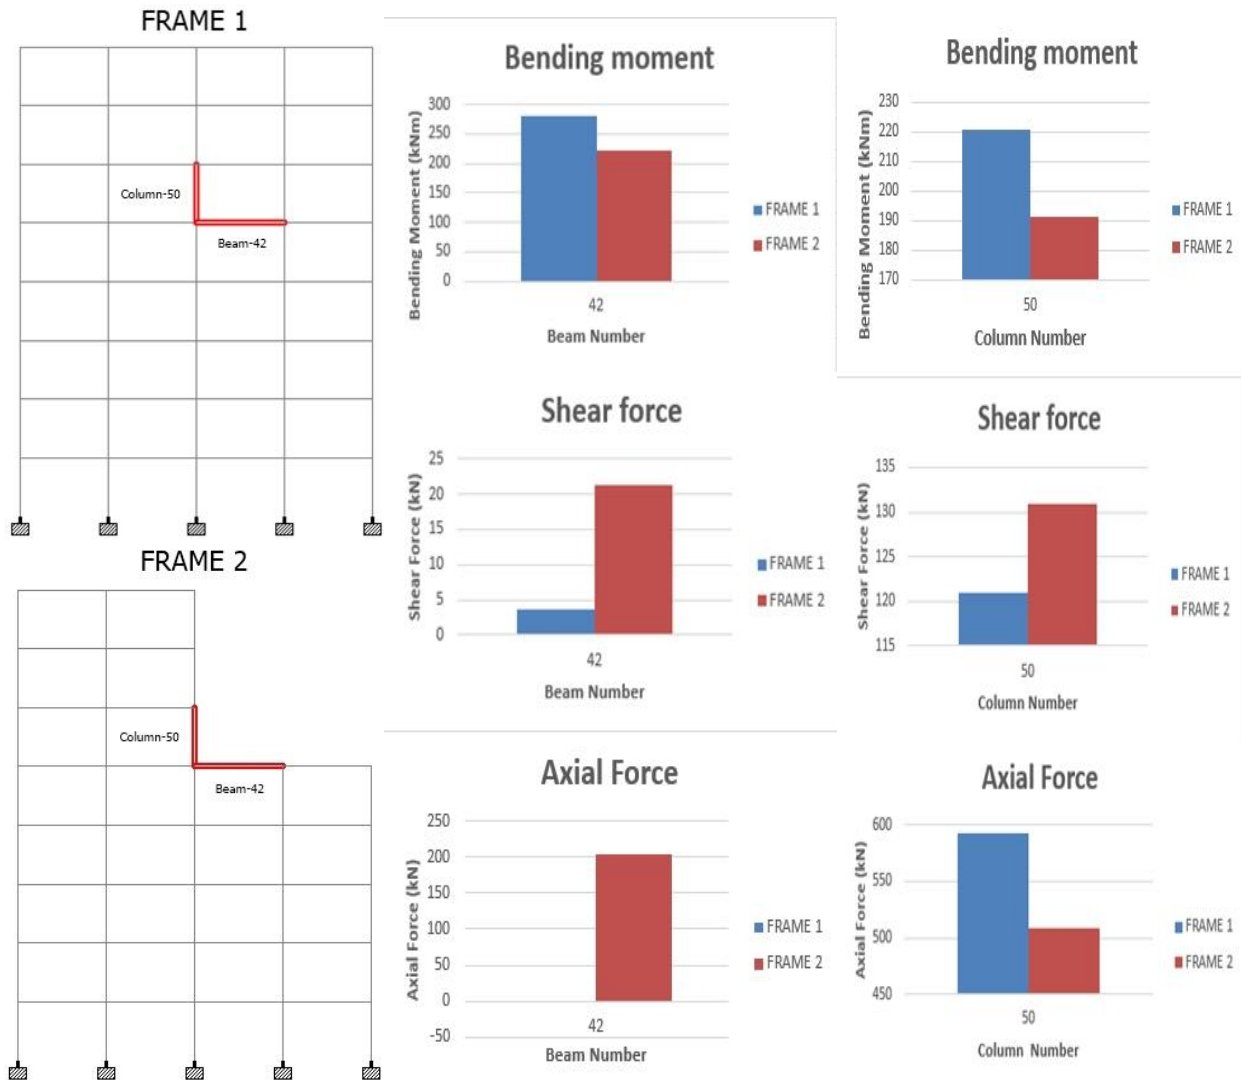 FRAME 1
Column-50
Beam-42
FRAME 2
Column-50
Beam-42
Bending moment
Bending Moment (kNm)
300
250
200
150
100
50
0
42
Beam Number
FRAME 1
FRAME 2
Bending moment
Bending Moment (kNm)
230
220
210
200
190
180
170
50
Column Number
FRAME 1
FRAME 2
Shear force
Shear Force (kN)
25
20
15
10
5
0
42
Beam Number
FRAME 1
FRAME 2
Shear force
Shear Force (kN)
135
130
125
120
115
50
Column Number
FRAME 1
FRAME 2
Axial Force
Axial Force (kN)
250
200
150
100
50
0
-50
42
Beam Number
FRAME 1
FRAME 2
Axial Force
Axial Force (kN)
600
550
500
450
50
Column Number
FRAME 1
FRAME 2